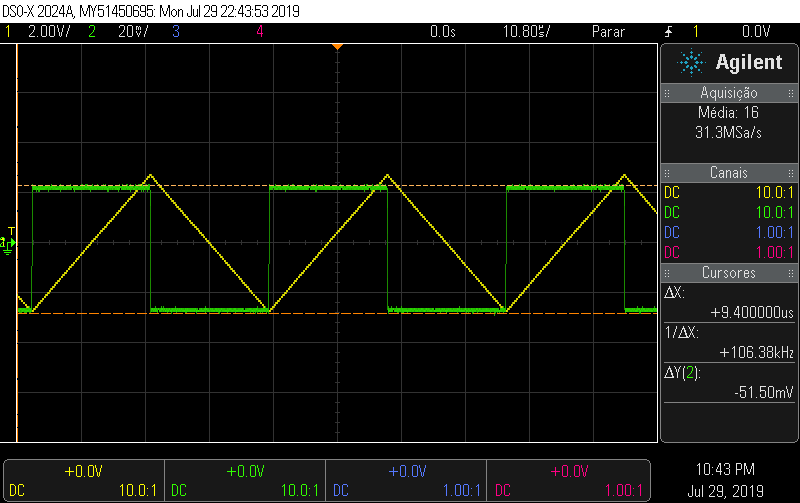 DSO-X 2024A, MY51450695: Mon Jul 29 22:43:53 2019
1 2.00V/ 2 20mV/ 3 4 0.0s 10.80us/ Parar 1 0.0V
Agilent
Aquisição
Média: 16
31.3MSa/s
Canais
DC 10.0:1
DC 10.0:1
DC 1.00:1
DC 1.00:1
Cursores
ΔX:
+9.400000us
1/ΔX:
+106.38kHz
ΔY(2):
-51.50mV
T
2
+0.0V +0.0V +0.0V +0.0V
DC 10.0:1 DC 10.0:1 DC 1.00:1 DC 1.00:1
10:43 PM
Jul 29, 2019